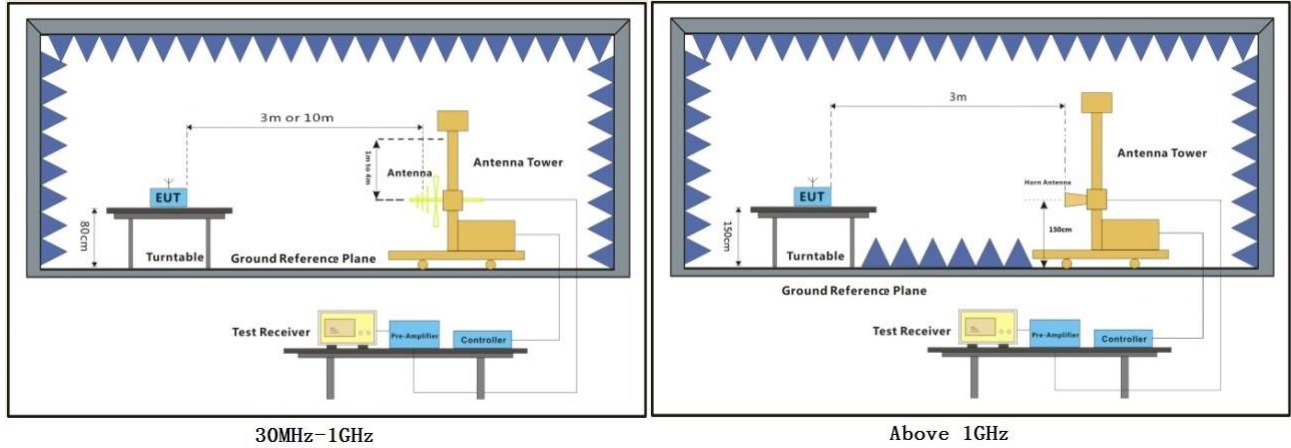 3m or 10m
1m to 4m
Antenna
Antenna Tower
EUT
80cm
Turntable
Ground Reference Plane
Test Receiver
Pre-Amplifier
Controller
30MHz-1GHz
3m
Antenna Tower
Horn Antenna
EUT
150cm
150cm
Turntable
Ground Reference Plane
Test Receiver
Pre-Amplifier
Controller
Above 1GHz